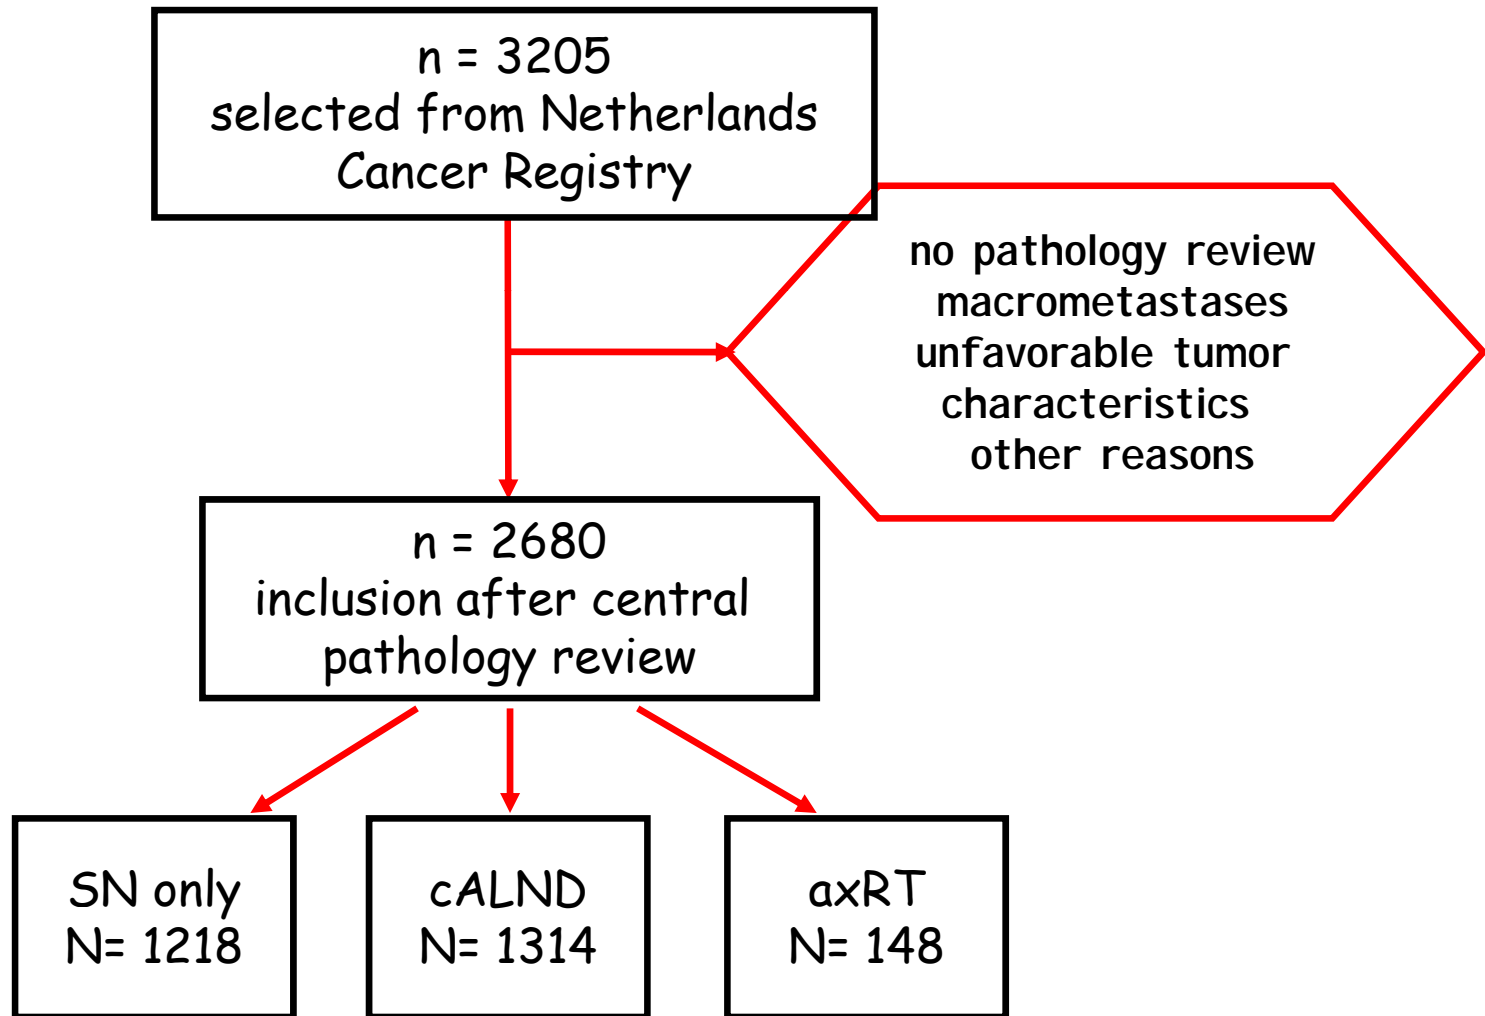 n = 3205
selected from Netherlands
Cancer Registry
no pathology review
macrometastases
unfavorable tumor
characteristics
other reasons
n = 2680
inclusion after central
pathology review
SN only
N= 1218
cALND
N= 1314
axRT
N= 148